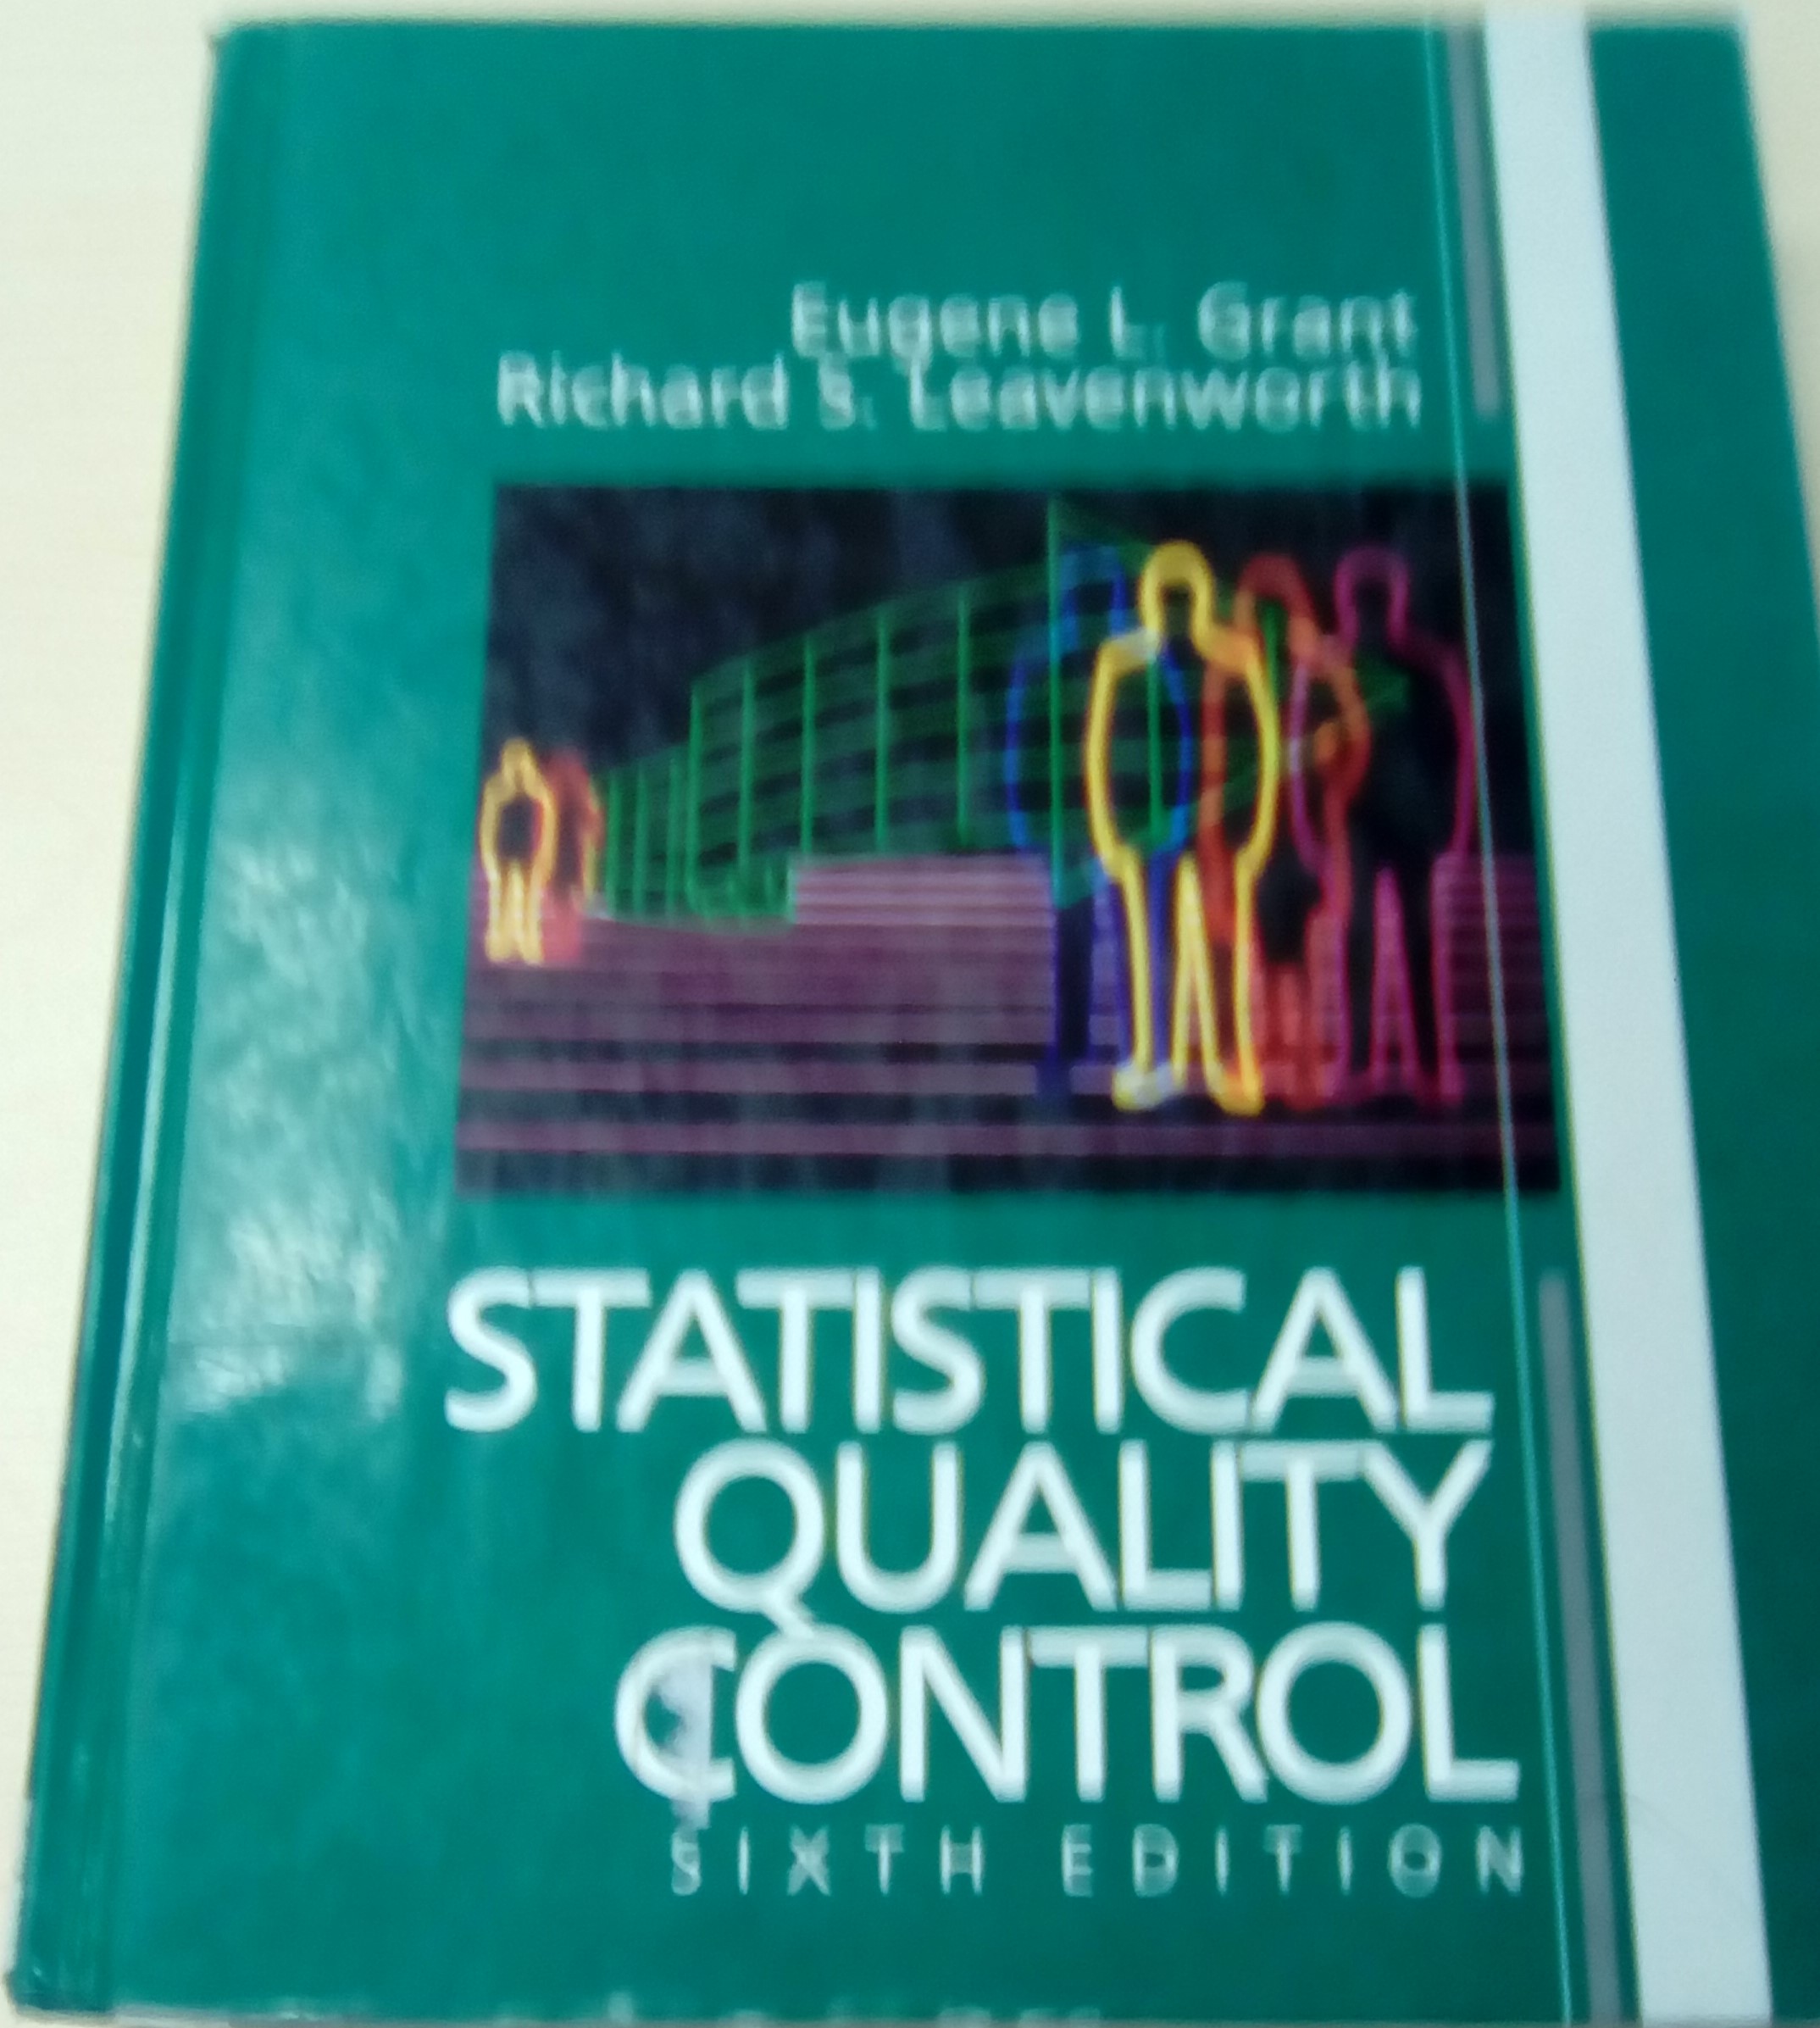 Eugene L. Grant
Richard S. Leavenworth
STATISTICAL
QUALITY
CONTROL
SIXTH EDITION